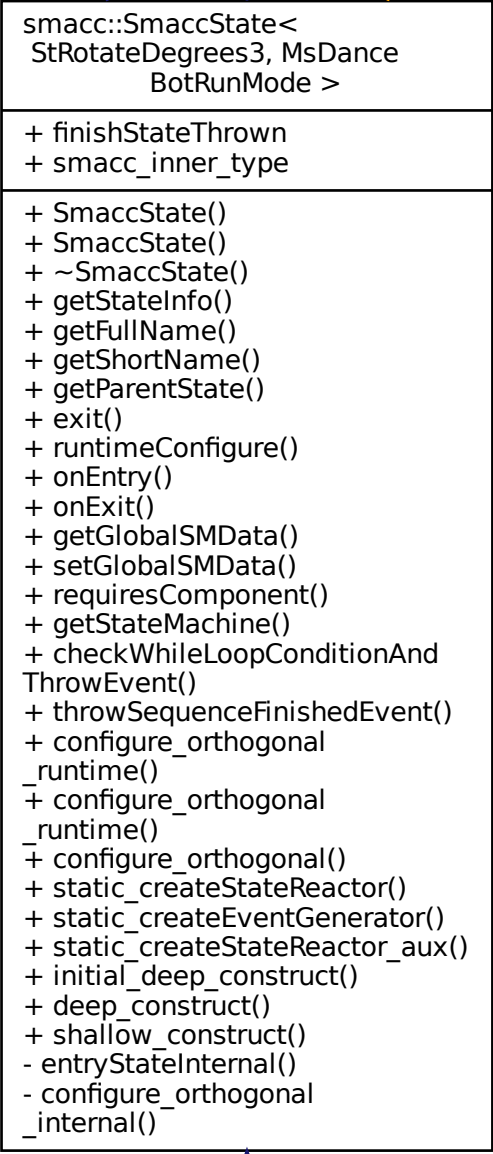 smacc::SmaccState<
StRotateDegrees3, MsDance
BotRunMode >
+ finishStateThrown
+ smacc_inner_type
+ SmaccState()
+ SmaccState()
+ ~SmaccState()
+ getStateInfo()
+ getFullName()
+ getShortName()
+ getParentState()
+ exit()
+ runtimeConfigure()
+ onEntry()
+ onExit()
+ getGlobalSMData()
+ setGlobalSMData()
+ requiresComponent()
+ getStateMachine()
+ checkWhileLoopConditionAnd
ThrowEvent()
+ throwSequenceFinishedEvent()
+ configure_orthogonal
_runtime()
+ configure_orthogonal
_runtime()
+ configure_orthogonal()
+ static_createStateReactor()
+ static_createEventGenerator()
+ static_createStateReactor_aux()
+ initial_deep_construct()
+ deep_construct()
+ shallow_construct()
- entryStateInternal()
- configure_orthogonal
_internal()